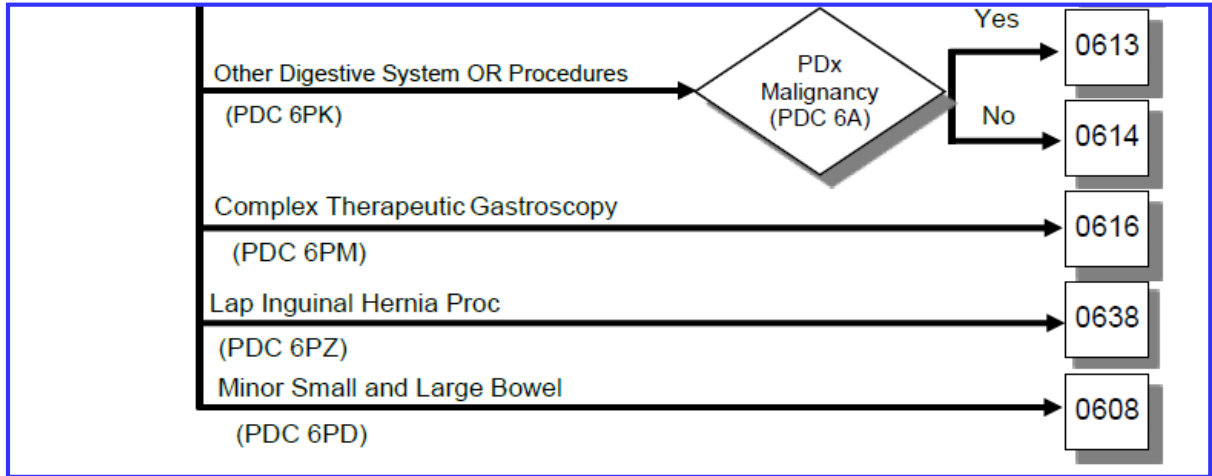 Yes
0613
Other Digestive System OR Procedures
(PDC 6PK)
PDx
Malignancy
(PDC 6A)
No
0614
Complex Therapeutic Gastroscopy
(PDC 6PM)
0616
Lap Inguinal Hernia Proc
(PDC 6PZ)
0638
Minor Small and Large Bowel
(PDC 6PD)
0608